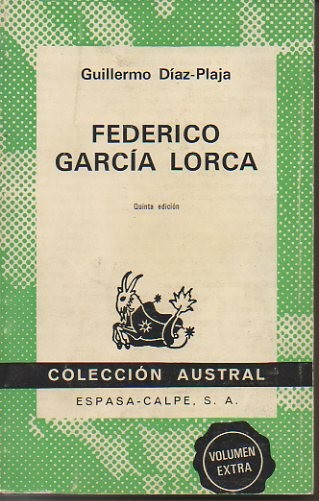 Guillermo Díaz-Plaja
FEDERICO
GARCÍA LORCA
Quinta edición
COLECCIÓN AUSTRAL
ESPASA-CALPE, S. A.
VOLUMEN
EXTRA